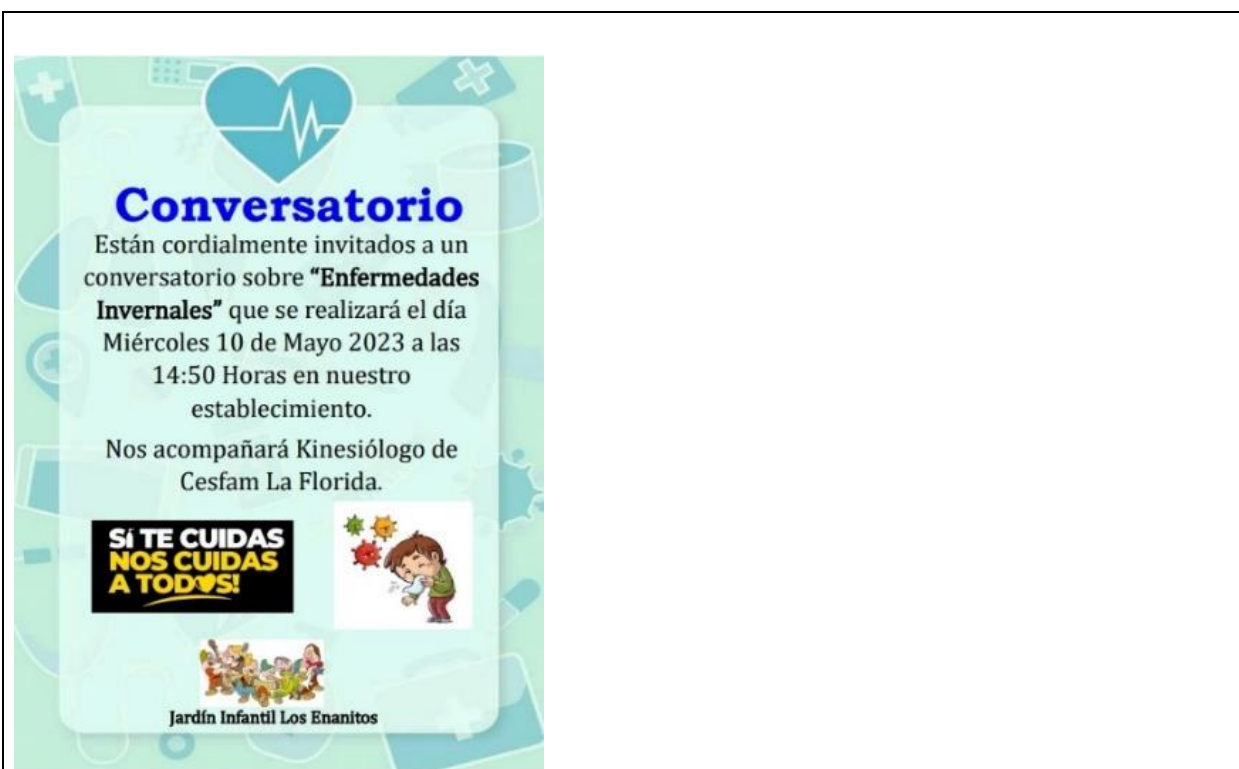 Conversatorio
Están cordialmente invitados a un
conversatorio sobre “Enfermedades
Invernales” que se realizará el día
Miércoles 10 de Mayo 2023 a las
14:50 Horas en nuestro
establecimiento.
Nos acompañará Kinesiólogo de
Cesfam La Florida.
SÍ TE CUIDAS
NOS CUIDAS
A TODOS!
Jardín Infantil Los Enanitos